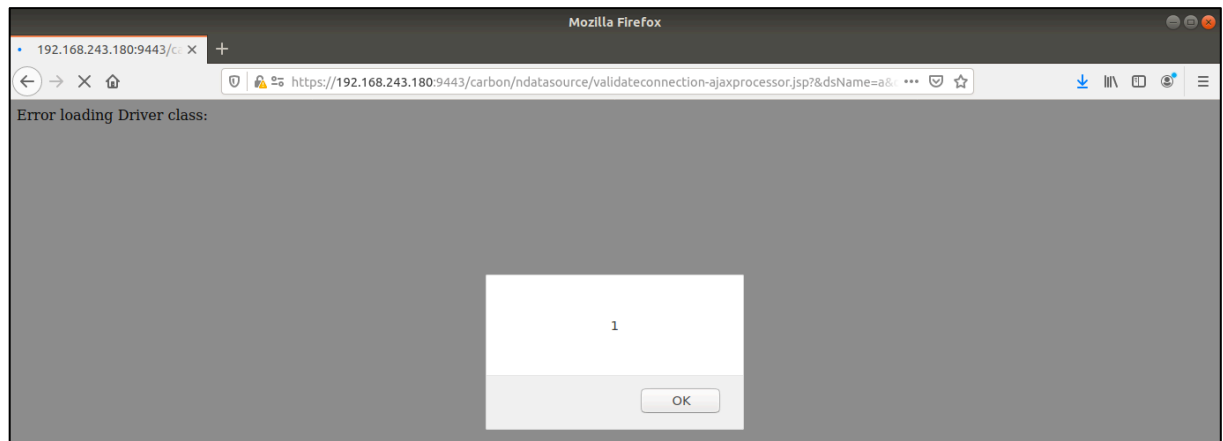 Mozilla Firefox
192.168.243.180:9443/ca
https://192.168.243.180:9443/carbon/ndatasource/validateconnection-ajaxprocessor.jsp?&dsName=a&
Error loading Driver class:
1
OK